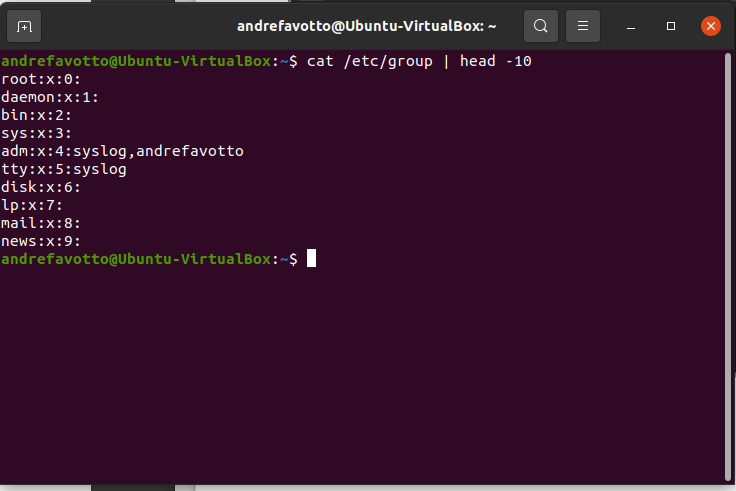 andrefavotto@Ubuntu-VirtualBox: ~
andrefavotto@Ubuntu-VirtualBox:~$ cat /etc/group | head -10
root:x:0:
daemon:x:1:
bin:x:2:
sys:x:3:
adm:x:4:syslog,andrefavotto
tty:x:5:syslog
disk:x:6:
lp:x:7:
mail:x:8:
news:x:9:
andrefavotto@Ubuntu-VirtualBox:~$